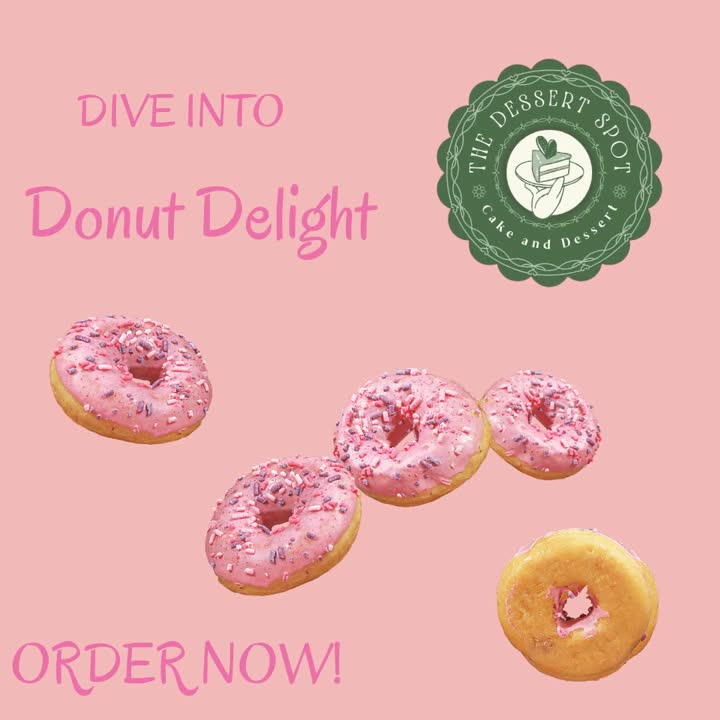 DIVE INTO
Donut Delight
THE DESSERT SPOT
Cake and Dessert
ORDER NOW!